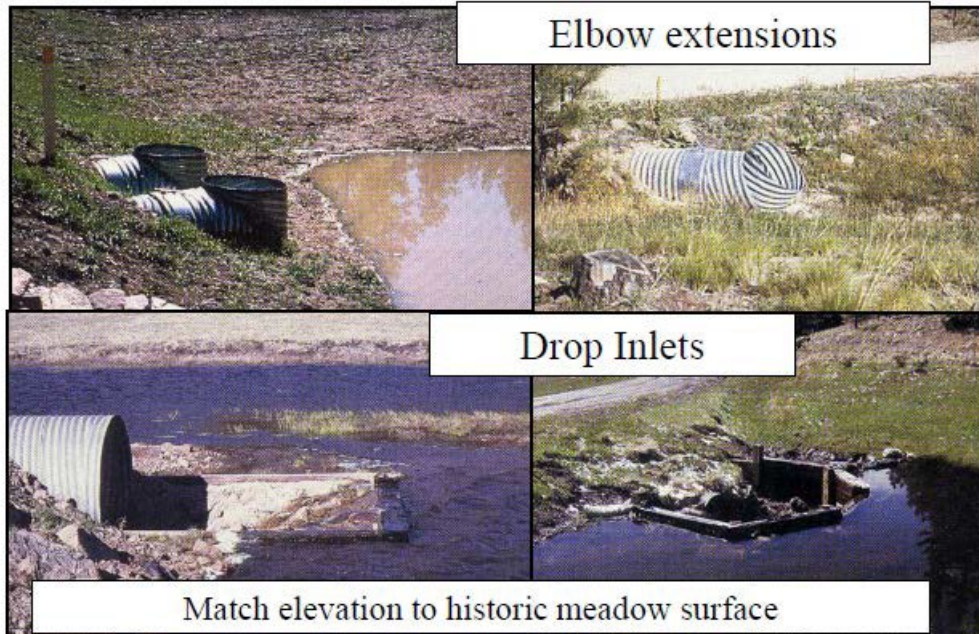 Elbow extensions
Drop Inlets
Match elevation to historic meadow surface